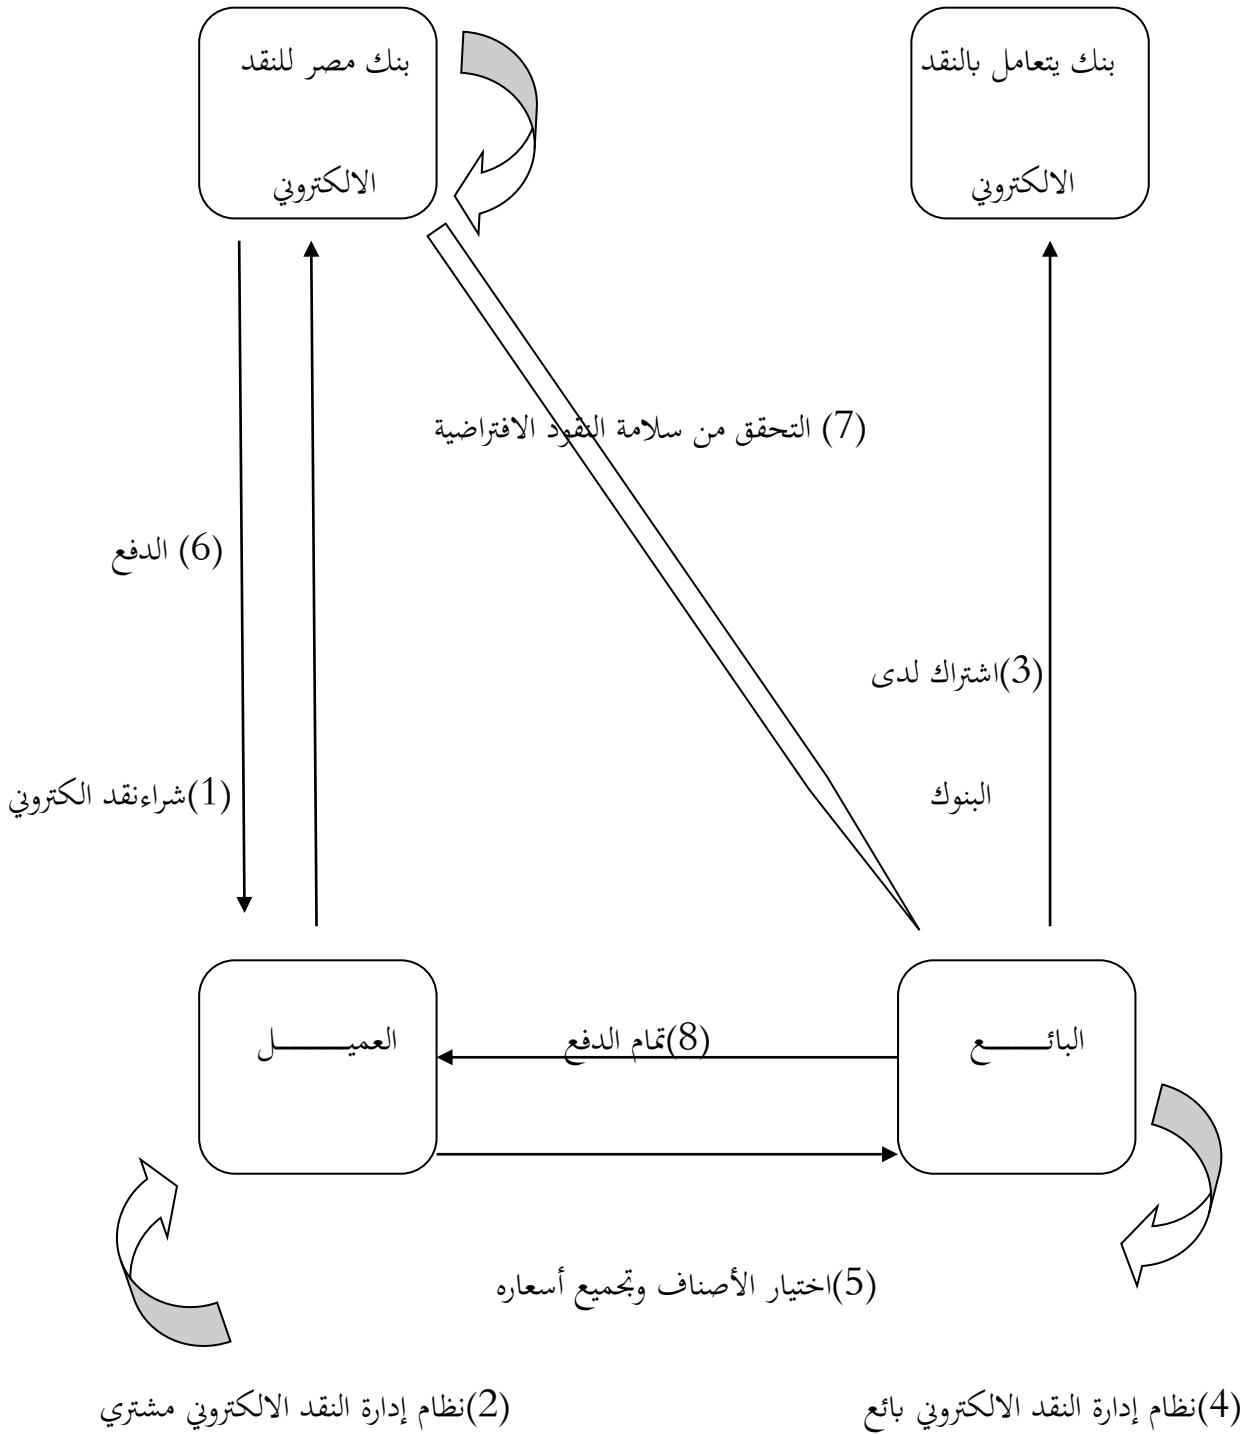 بنك يتعامل بالنقد
الالكتروني
بنك مصر للنقد
الالكتروني
(7) التحقق من سلامة النقود الافتراضية
(6) الدفع
(3)اشتراك لدى
البنوك
(1)شراءنقد الكتروني
البائــــــع
(8)تمام الدفع
العميــــــل
(5)اختيار الأصناف وتجميع أسعاره
(4)نظام إدارة النقد الالكتروني بائع
(2)نظام إدارة النقد الالكتروني مشتري